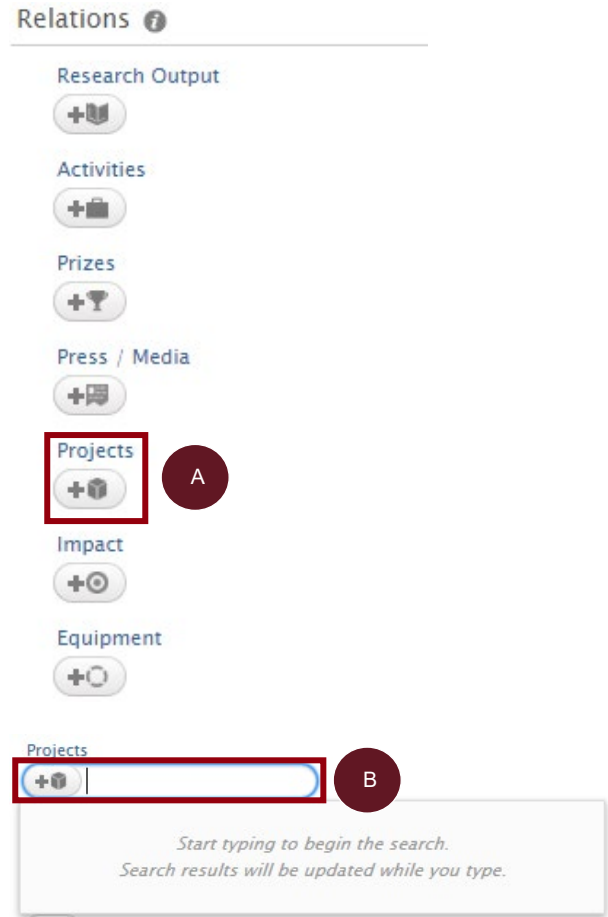 Relations
Research Output
Activities
Prizes
Press / Media
Projects
A
Impact
Equipment
Projects
B
Start typing to begin the search.
Search results will be updated while you type.